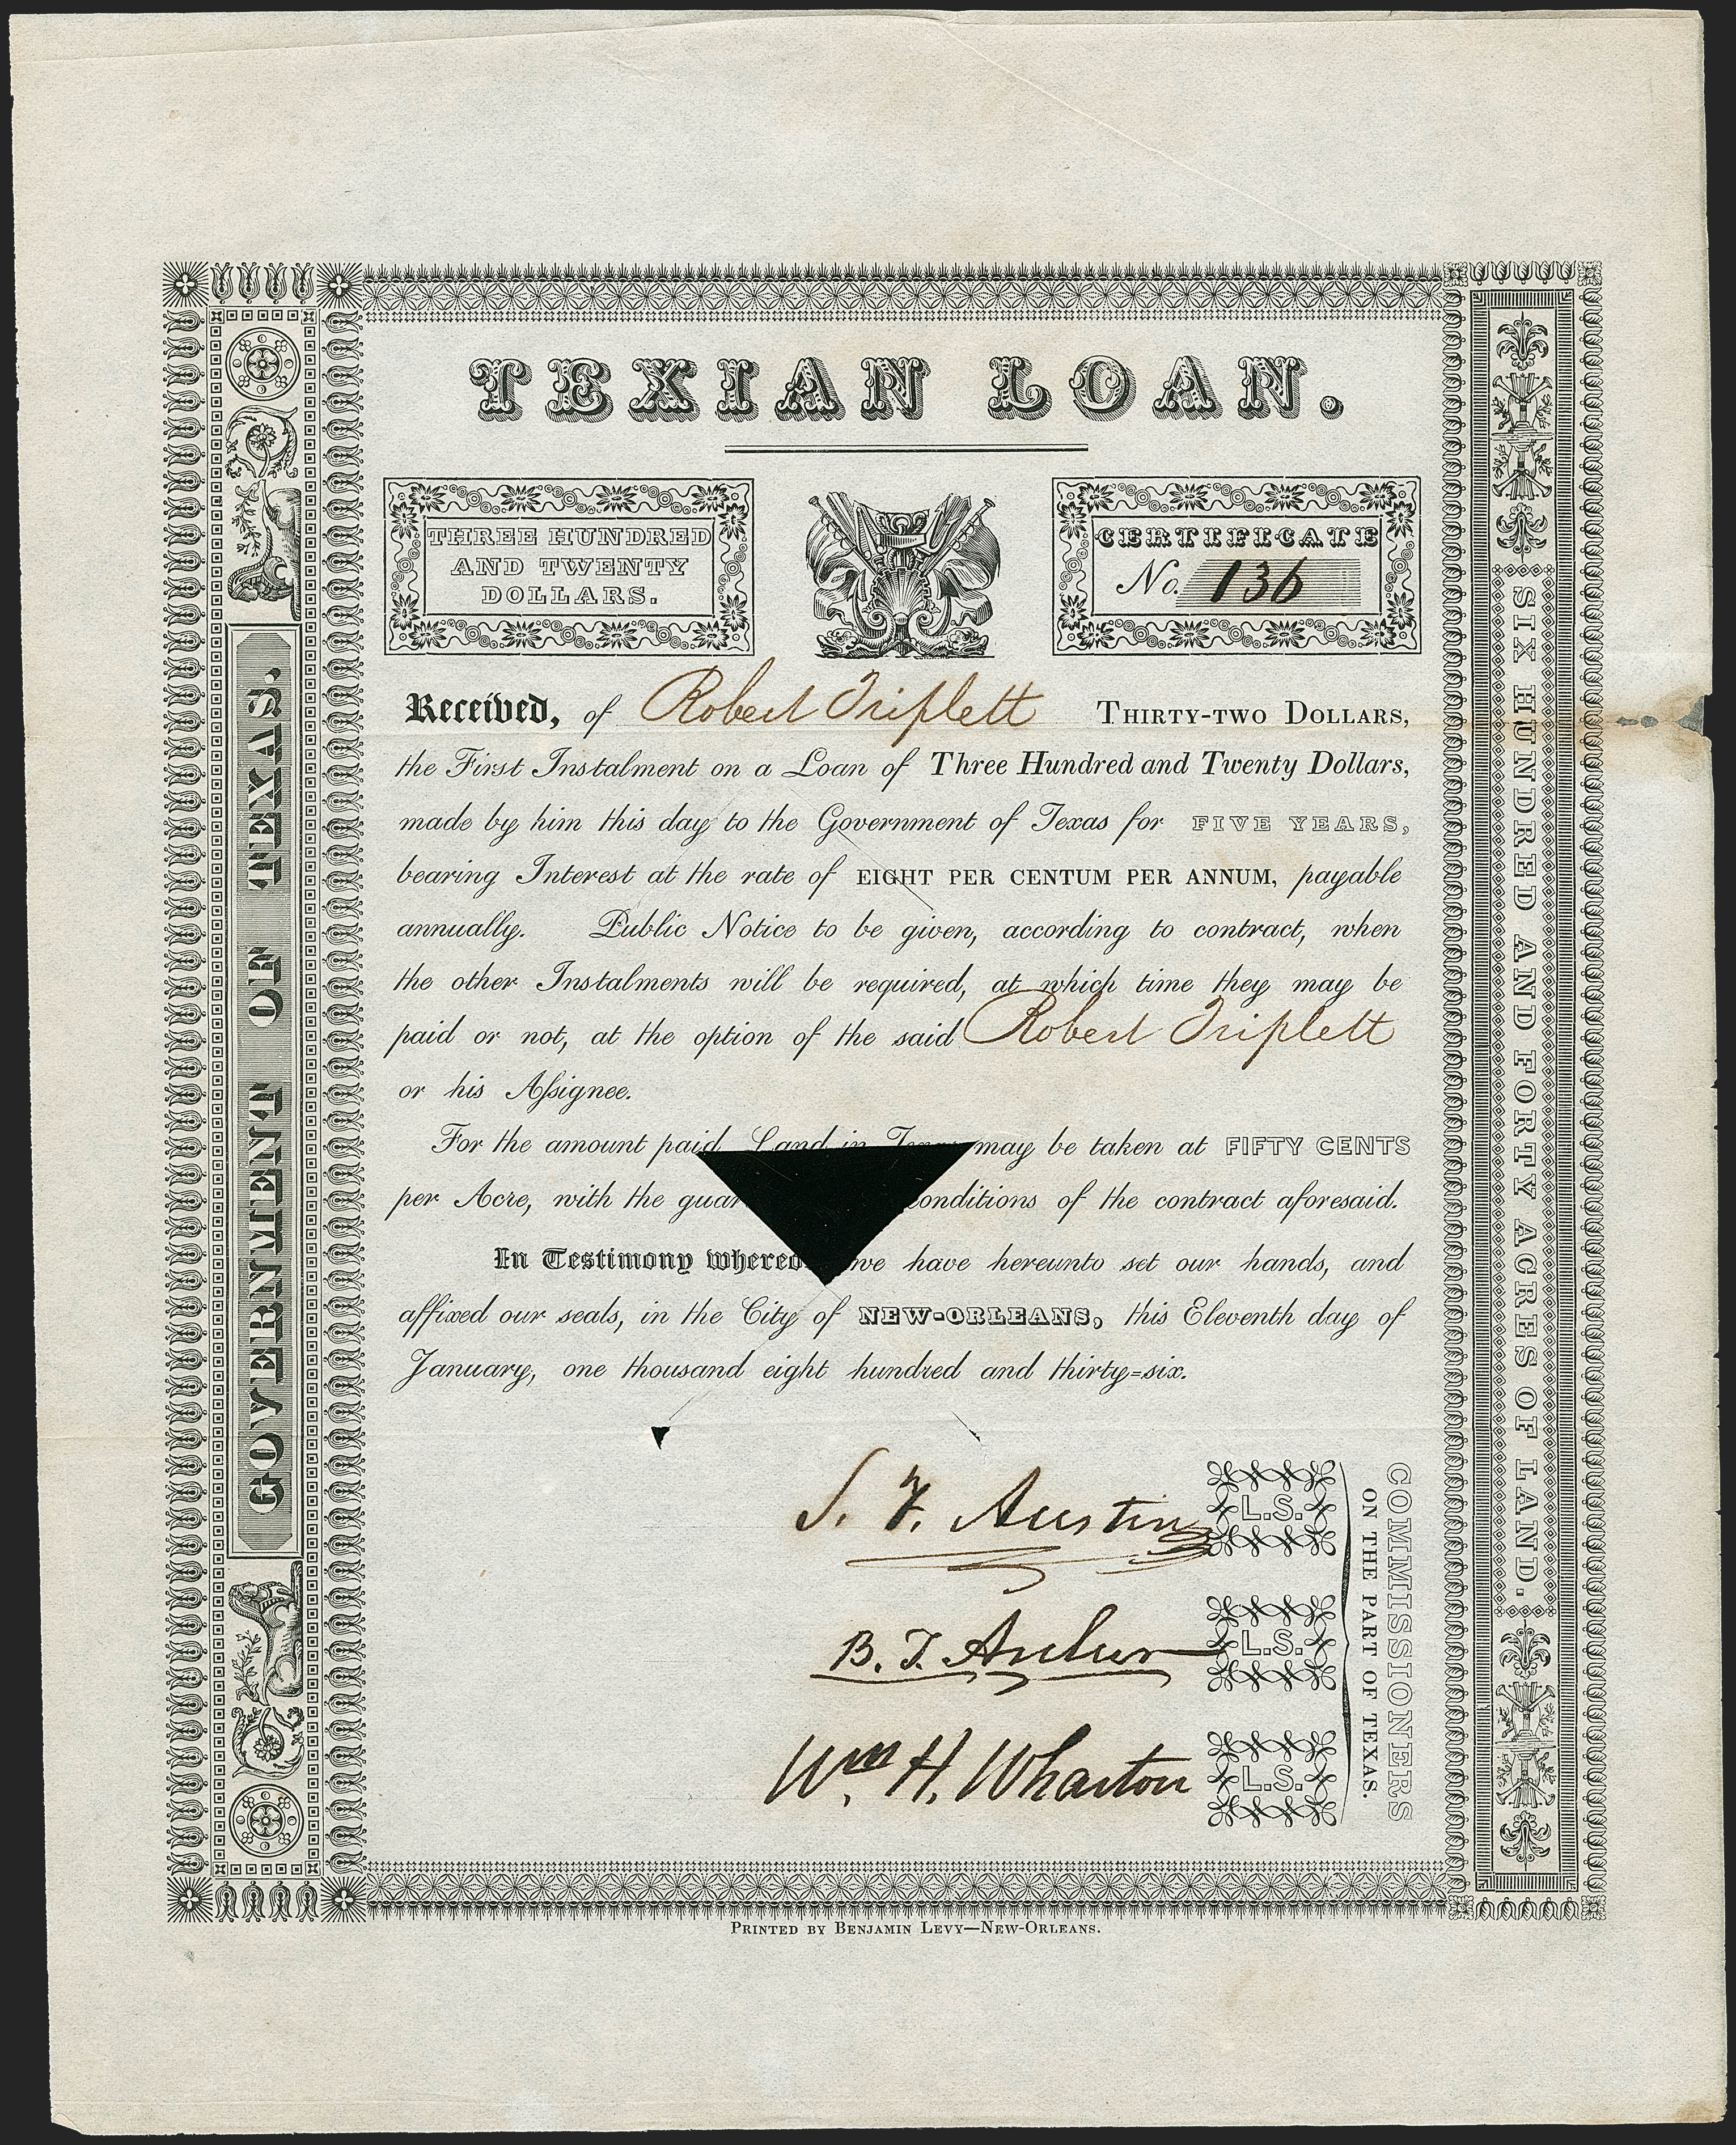 TEXIAN LOAN.
THREE HUNDRED
AND TWENTY
DOLLARS.
CERTIFICATE
No. 136
Received, of Robert Triplett THIRTY-TWO DOLLARS,
the First Instalment on a Loan of Three Hundred and Twenty Dollars,
made by him this day to the Government of Texas for FIVE YEARS,
bearing Interest at the rate of EIGHT PER CENTUM PER ANNUM, payable
annually. Public Notice to be given, according to contract, when
the other Instalments will be required, at which time they may be
paid or not, at the option of the said Robert Triplett
or his Assignee.
For the amount paid, Land in may be taken at FIFTY CENTS
per Acre, with the conditions of the contract aforesaid.
In Testimony we have hereunto set our hands, and
affixed our seals, in the City of NEW-ORLEANS, this Eleventh day of
January, one thousand eight hundred and thirty=six.
S. F. Austin L.S.
B. T. Archer L.S.
Wm H. Wharton L.S.
COMMISSIONERS
ON THE PART OF TEXAS.
GOVERNMENT OF TEXAS.
SIX HUNDRED AND FORTY ACRES OF LAND.
PRINTED BY BENJAMIN LEVY—NEW-ORLEANS.